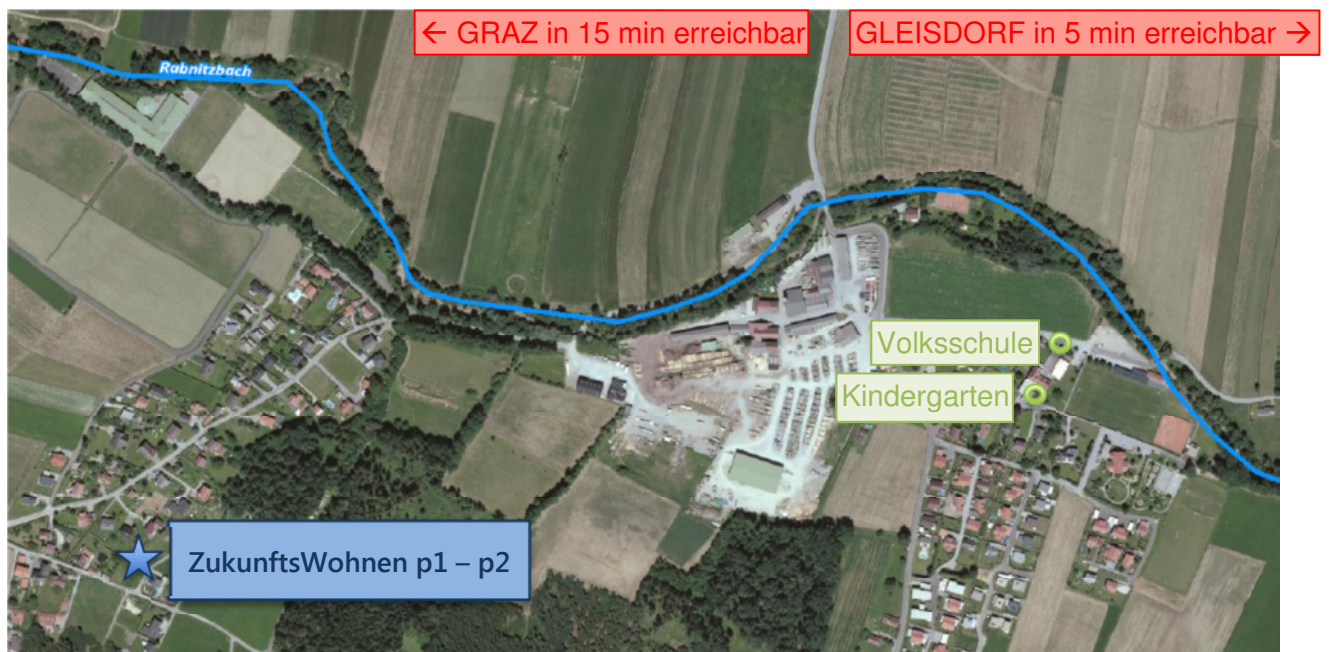 ← GRAZ in 15 min erreichbar
GLEISDORF in 5 min erreichbar →
Rabnitzbach
Volksschule
Kindergarten
ZukunftsWohnen p1 – p2